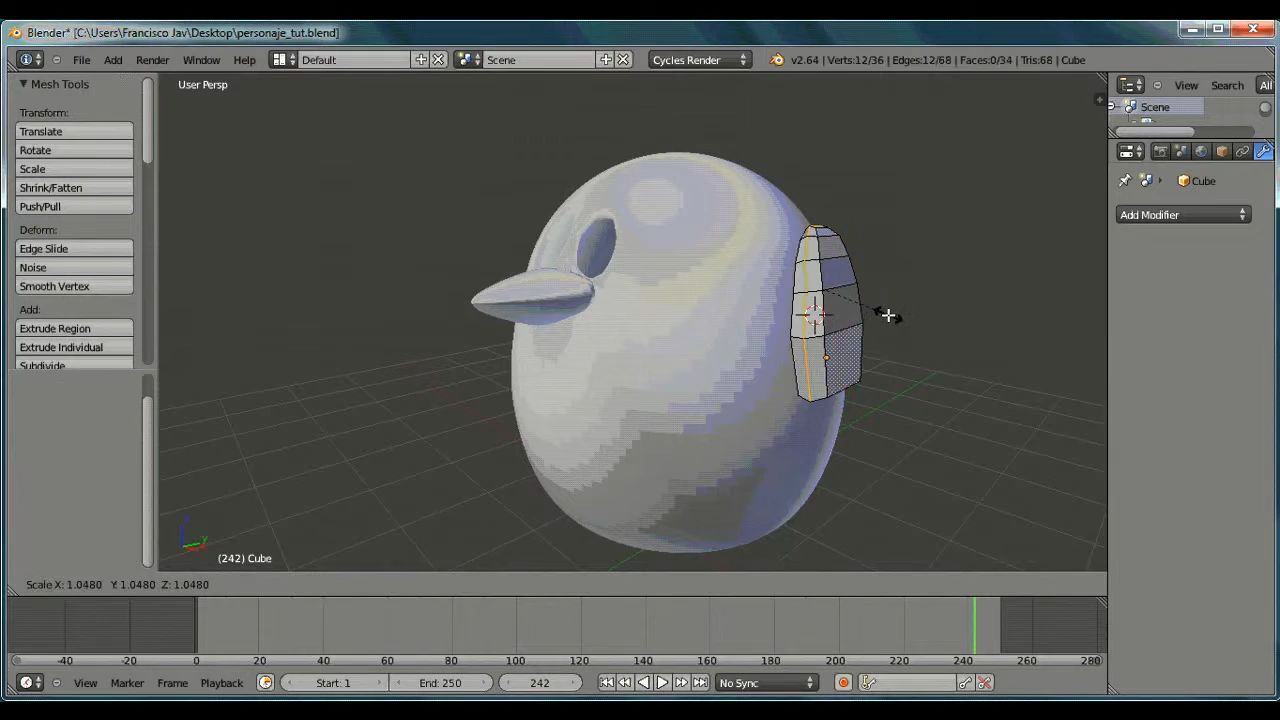 Blender* [C:\Users\Francisco Jav\Desktop\personaje_tut.blend]
File Add Render Window Help Default Scene Cycles Render v2.64 | Verts:12/36 | Edges:12/68 | Faces:0/34 | Tris:68 | Cube
Mesh Tools
User Persp
View Search All
Scene
Transform:
Translate
Rotate
Scale
Shrink/Fatten
Push/Pull
Cube
Add Modifier
Deform:
Edge Slide
Noise
Smooth Vertex
Add:
Extrude Region
Extrude Individual
Subdivide
z
y
(242) Cube
Scale X: 1.0480 Y: 1.0480 Z: 1.0480
-40 -20 0 20 40 60 80 100 120 140 160 180 200 220 240 260 280
View Marker Frame Playback Start: 1 End: 250 242 No Sync